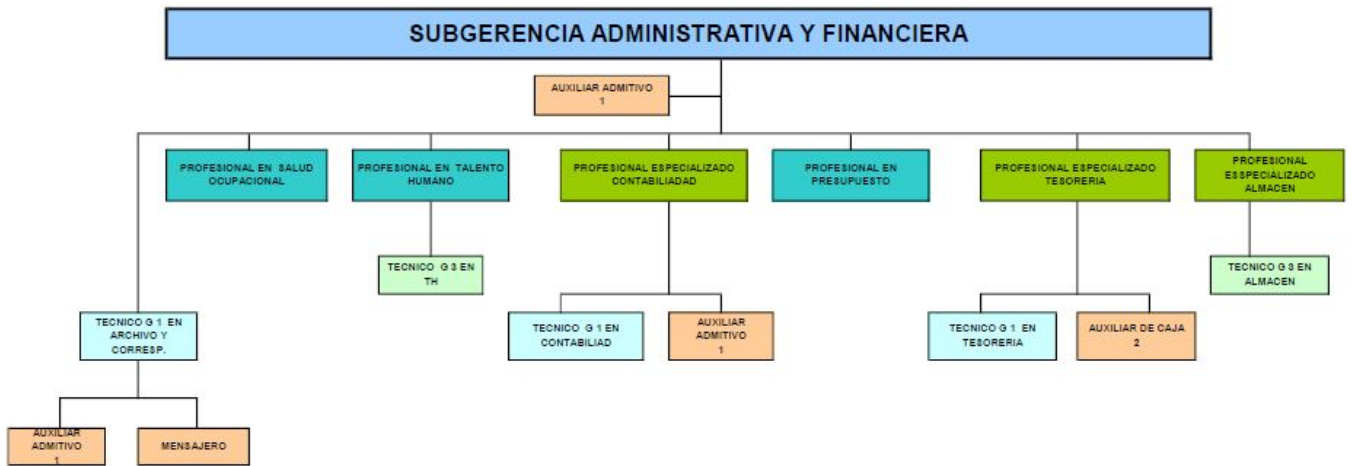 SUBGERENCIA ADMINISTRATIVA Y FINANCIERA
AUXILIAR ADMITIVO
1
PROFESIONAL EN SALUD
OCUPACIONAL
PROFESIONAL EN TALENTO
HUMANO
PROFESIONAL ESPECIALIZADO
CONTABILIADAD
PROFESIONAL EN
PRESUPUESTO
PROFESIONAL ESPECIALIZADO
TESORERIA
PROFESIONAL
ESSPECIALIZADO
ALMACEN
TECNICO G 3 EN
TH
TECNICO G 3 EN
ALMACEN
TECNICO G 1 EN
ARCHIVO Y
CORRESP.
TECNICO G 1 EN
CONTABILIAD
AUXILIAR
ADMITIVO
1
TECNICO G 1 EN
TESORERIA
AUXILIAR DE CAJA
2
AUXILIAR
ADMITIVO
1
MENSAJERO